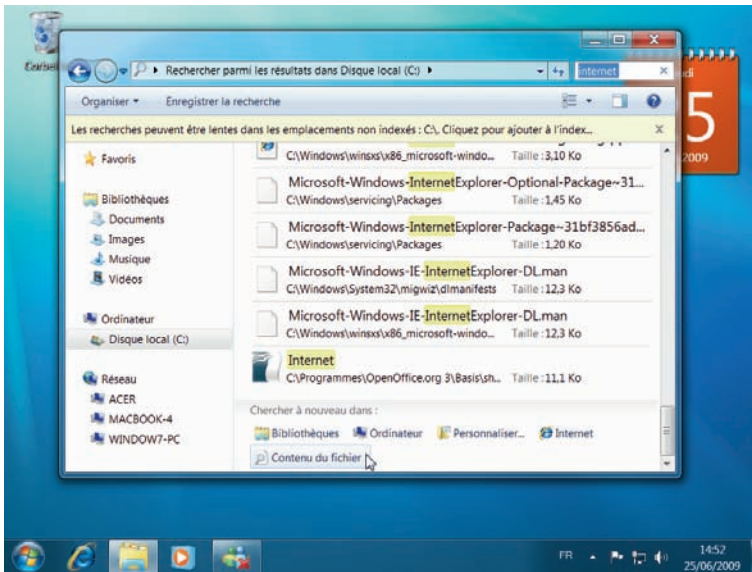 Rechercher parmi les résultats dans Disque local (C:)
internet
Organiser
Enregistrer la recherche
Les recherches peuvent être lentes dans les emplacements non indexés : C:\. Cliquez pour ajouter à l'index...
Favoris
Bibliothèques
Documents
Images
Musique
Vidéos
Ordinateur
Disque local (C:)
Réseau
ACER
MACBOOK-4
WINDOW7-PC
C:\Windows\winsxs\x86_microsoft-windo... Taille : 3,10 Ko
Microsoft-Windows-InternetExplorer-Optional-Package~31...
C:\Windows\servicing\Packages Taille : 1,45 Ko
Microsoft-Windows-InternetExplorer-Package~31bf3856ad...
C:\Windows\servicing\Packages Taille : 1,20 Ko
Microsoft-Windows-IE-InternetExplorer-DL.man
C:\Windows\System32\migwiz\dlmanifests Taille : 12,3 Ko
Microsoft-Windows-IE-InternetExplorer-DL.man
C:\Windows\winsxs\x86_microsoft-windo... Taille : 12,3 Ko
Internet
C:\Programmes\OpenOffice.org 3\Basis\sh... Taille : 11,1 Ko
Chercher à nouveau dans :
Bibliothèques Ordinateur Personnaliser... Internet
Contenu du fichier
di
5
2009
FR
14:52
25/06/2009